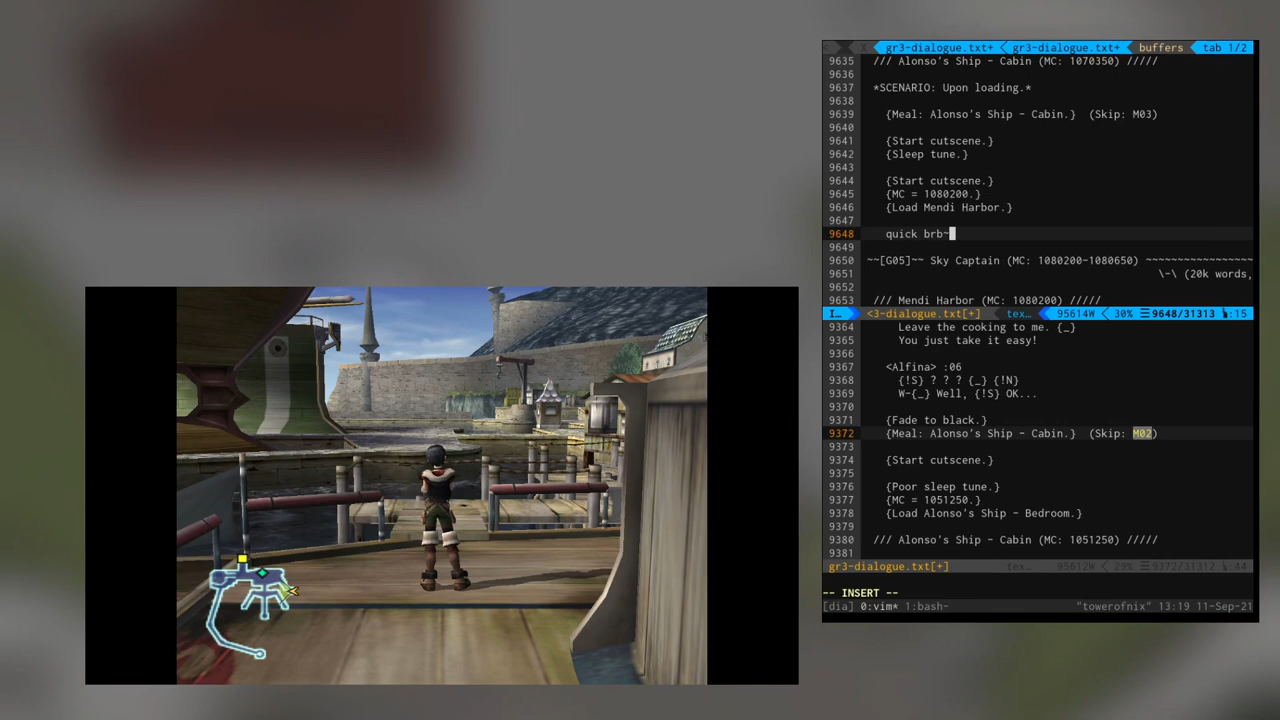 X gr3-dialogue.txt+ gr3-dialogue.txt+ buffers tab 1/2
9635 /// Alonso's Ship - Cabin (MC: 1070350) /////
9636
9637 *SCENARIO: Upon loading.*
9638
9639 {Meal: Alonso's Ship - Cabin.} (Skip: M03)
9640
9641 {Start cutscene.}
9642 {Sleep tune.}
9643
9644 {Start cutscene.}
9645 {MC = 1080200.}
9646 {Load Mendi Harbor.}
9647
9648 quick brb~
9649
9650 ~~[G05]~~ Sky Captain (MC: 1080200-1080650) ~~~~~~~~~~~~~~~~~
9651 \-\ (20k words,
9652
9653 /// Mendi Harbor (MC: 1080200) /////
I… <3-dialogue.txt[+] tex… 95614W 30% ☰9648/31313 :15
9364 Leave the cooking to me. {_}
9365 You just take it easy!
9366
9367 <Alfina> :06
9368 {!S} ? ? ? {_} {!N}
9369 W-{_} Well, {!S} OK...
9370
9371 {Fade to black.}
9372 {Meal: Alonso's Ship - Cabin.} (Skip: M02)
9373
9374 {Start cutscene.}
9375
9376 {Poor sleep tune.}
9377 {MC = 1051250.}
9378 {Load Alonso's Ship - Bedroom.}
9379
9380 /// Alonso's Ship - Cabin (MC: 1051250) /////
9381
gr3-dialogue.txt[+] tex… 95612W 29% ☰9372/31312 :44
-- INSERT --
[dia] 0:vim* 1:bash- "towerofnix" 13:19 11-Sep-21